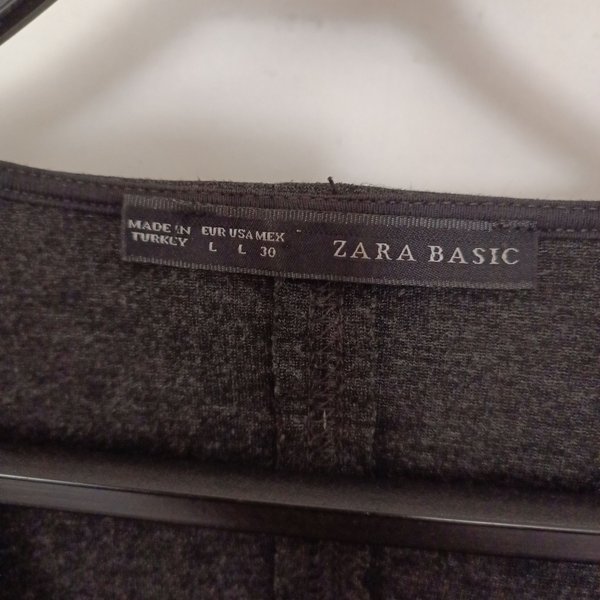 MADE IN
TURKEY
EUR USA MEX
L L 30
ZARA BASIC